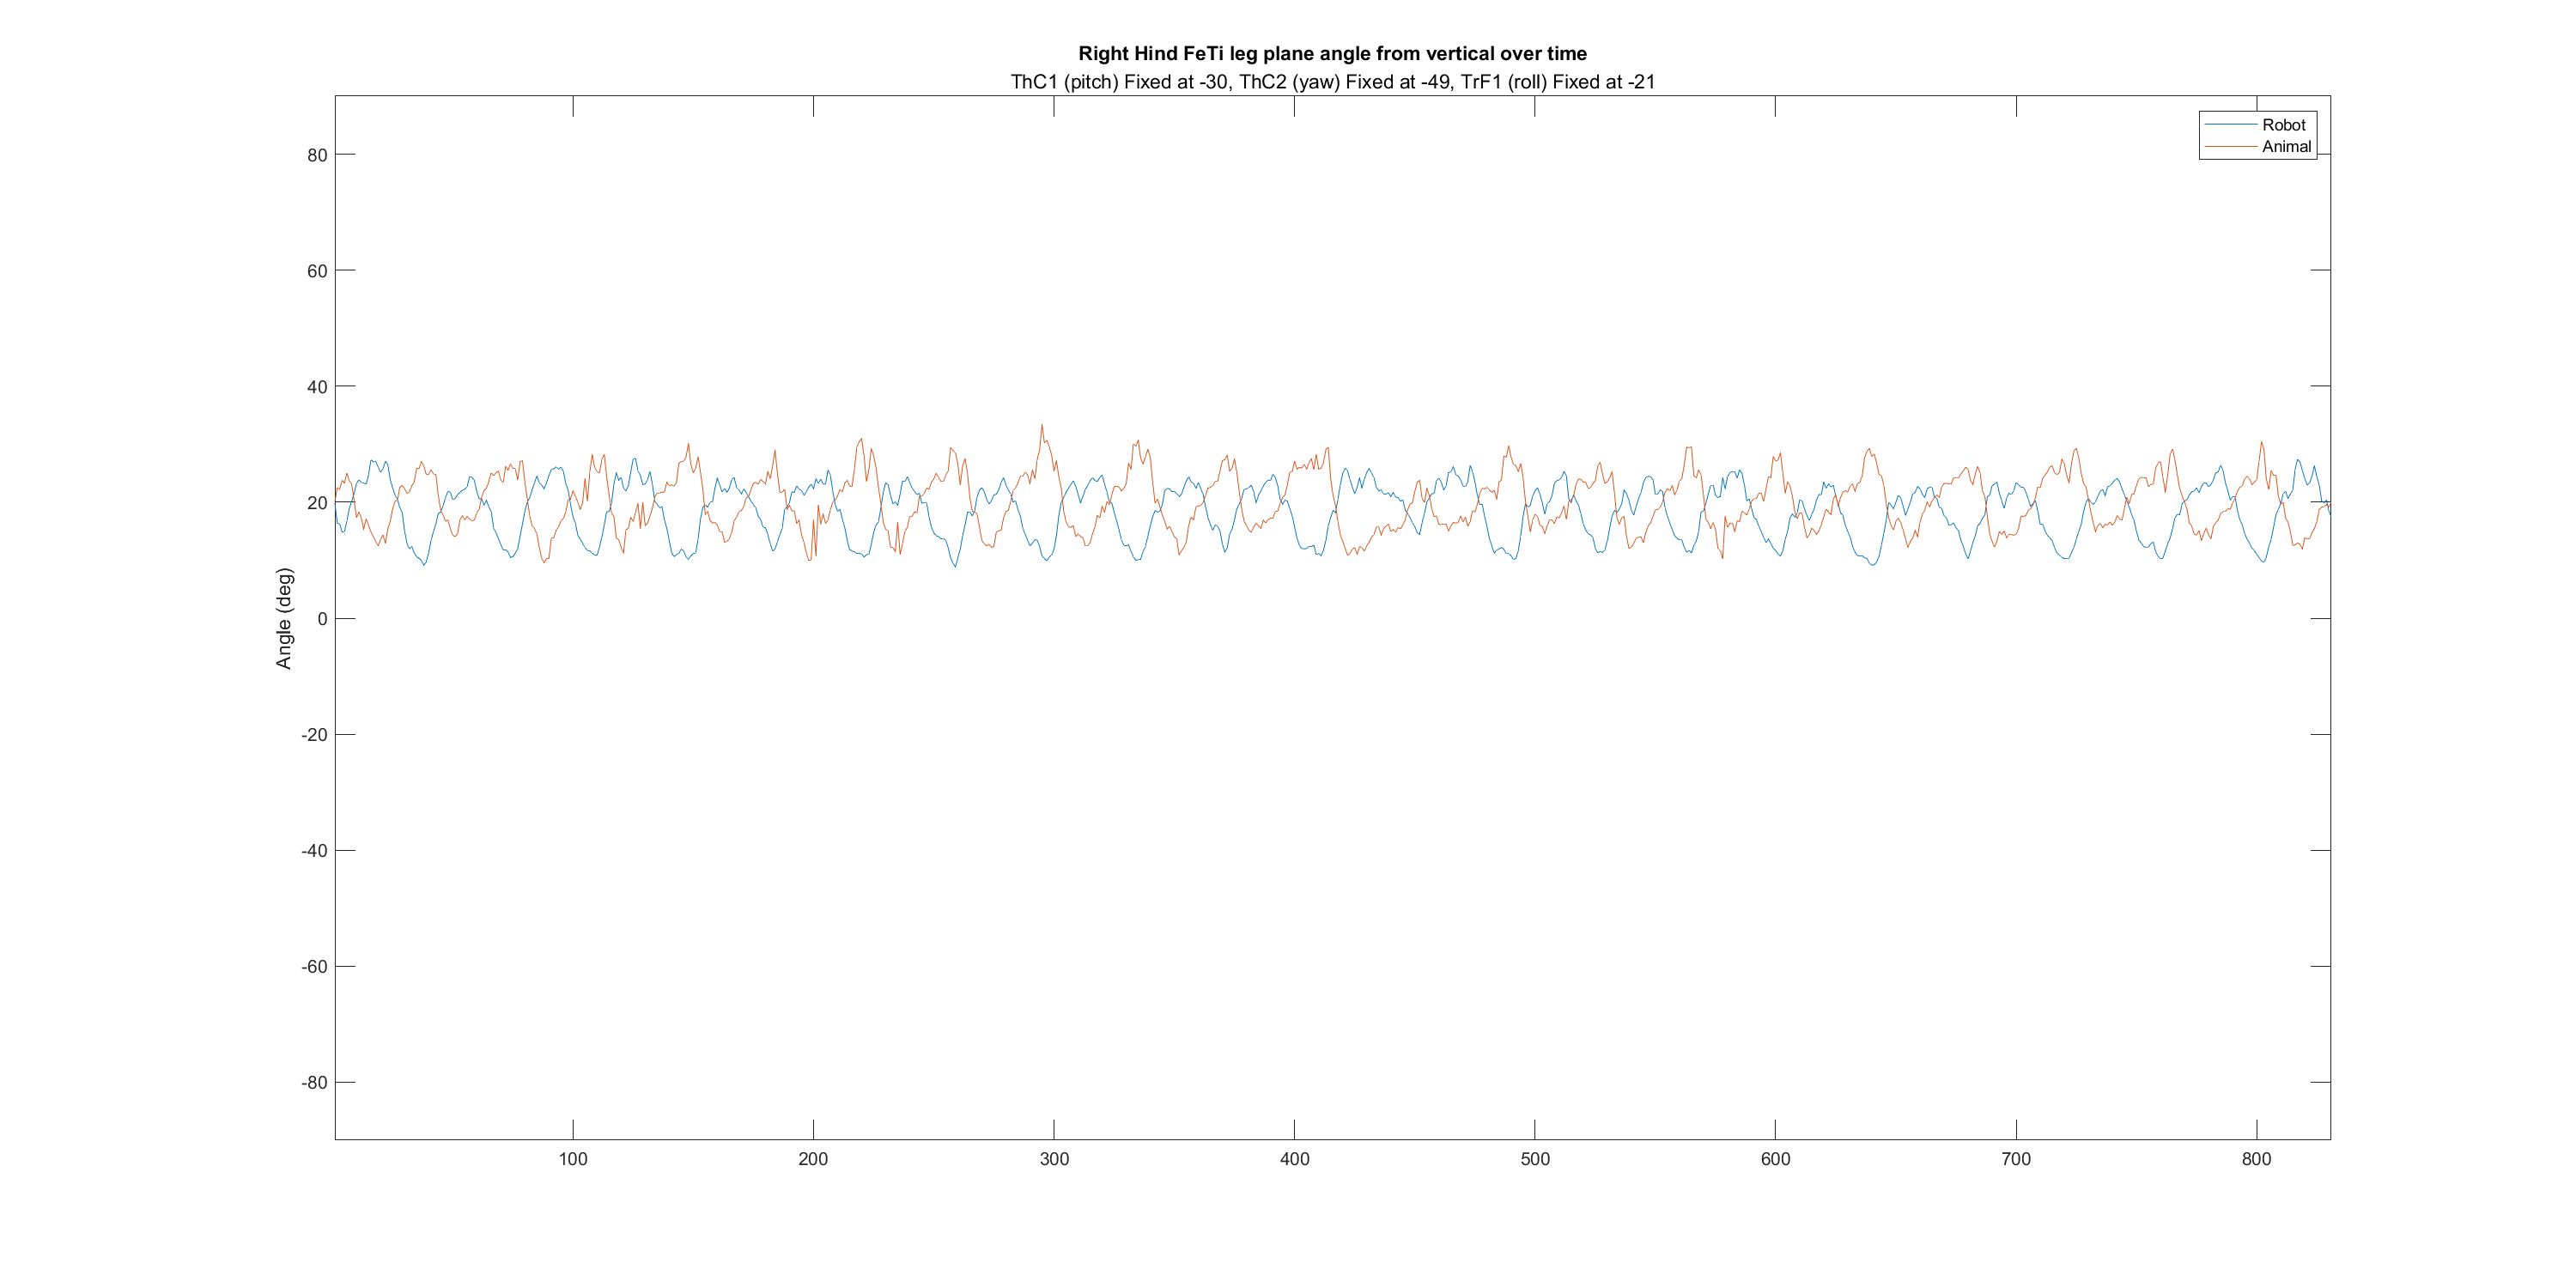 Right Hind FeTi leg plane angle from vertical over time
ThC1 (pitch) Fixed at -30, ThC2 (yaw) Fixed at -49, TrF1 (roll) Fixed at -21
Robot
Animal
80
60
40
20
0
-20
-40
-60
-80
Angle (deg)
100 200 300 400 500 600 700 800